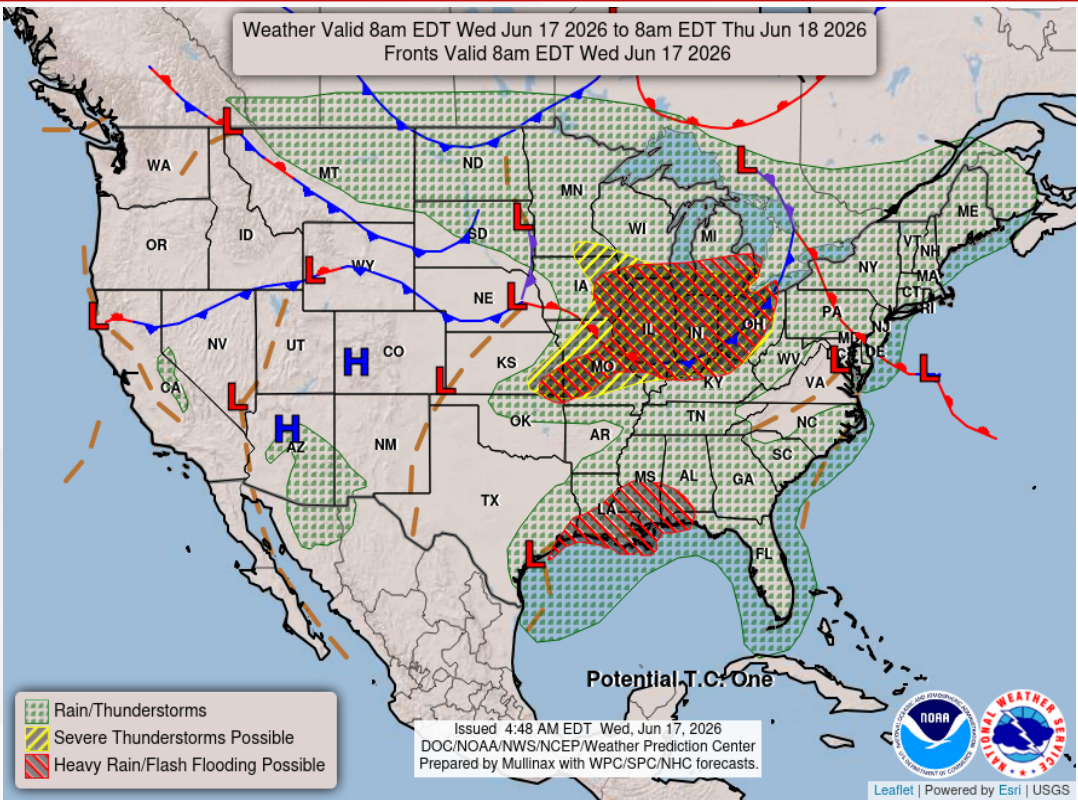 Weather Valid 8am EDT Wed Jun 17 2026 to 8am EDT Thu Jun 18 2026
Fronts Valid 8am EDT Wed Jun 17 2026
L
L
WA
MT
ND
MN
ME
L
WI
MI
VT
NH
OR
ID
SD
NY
MA
WY
L
CT
RI
L
NE
L
IA
PA
NJ
L
NV
UT
H
CO
IL
IN
OH
MD
DE
KS
MO
WV
L
L
CA
L
L
KY
VA
H
AZ
NM
OK
AR
TN
NC
SC
TX
LA
MS
AL
GA
L
FL
Potential T.C. One
Rain/Thunderstorms
Severe Thunderstorms Possible
Heavy Rain/Flash Flooding Possible
Issued 4:48 AM EDT Wed, Jun 17, 2026
DOC/NOAA/NWS/NCEP/Weather Prediction Center
Prepared by Mullinax with WPC/SPC/NHC forecasts.
NOAA
NATIONAL WEATHER SERVICE
Leaflet | Powered by Esri | USGS